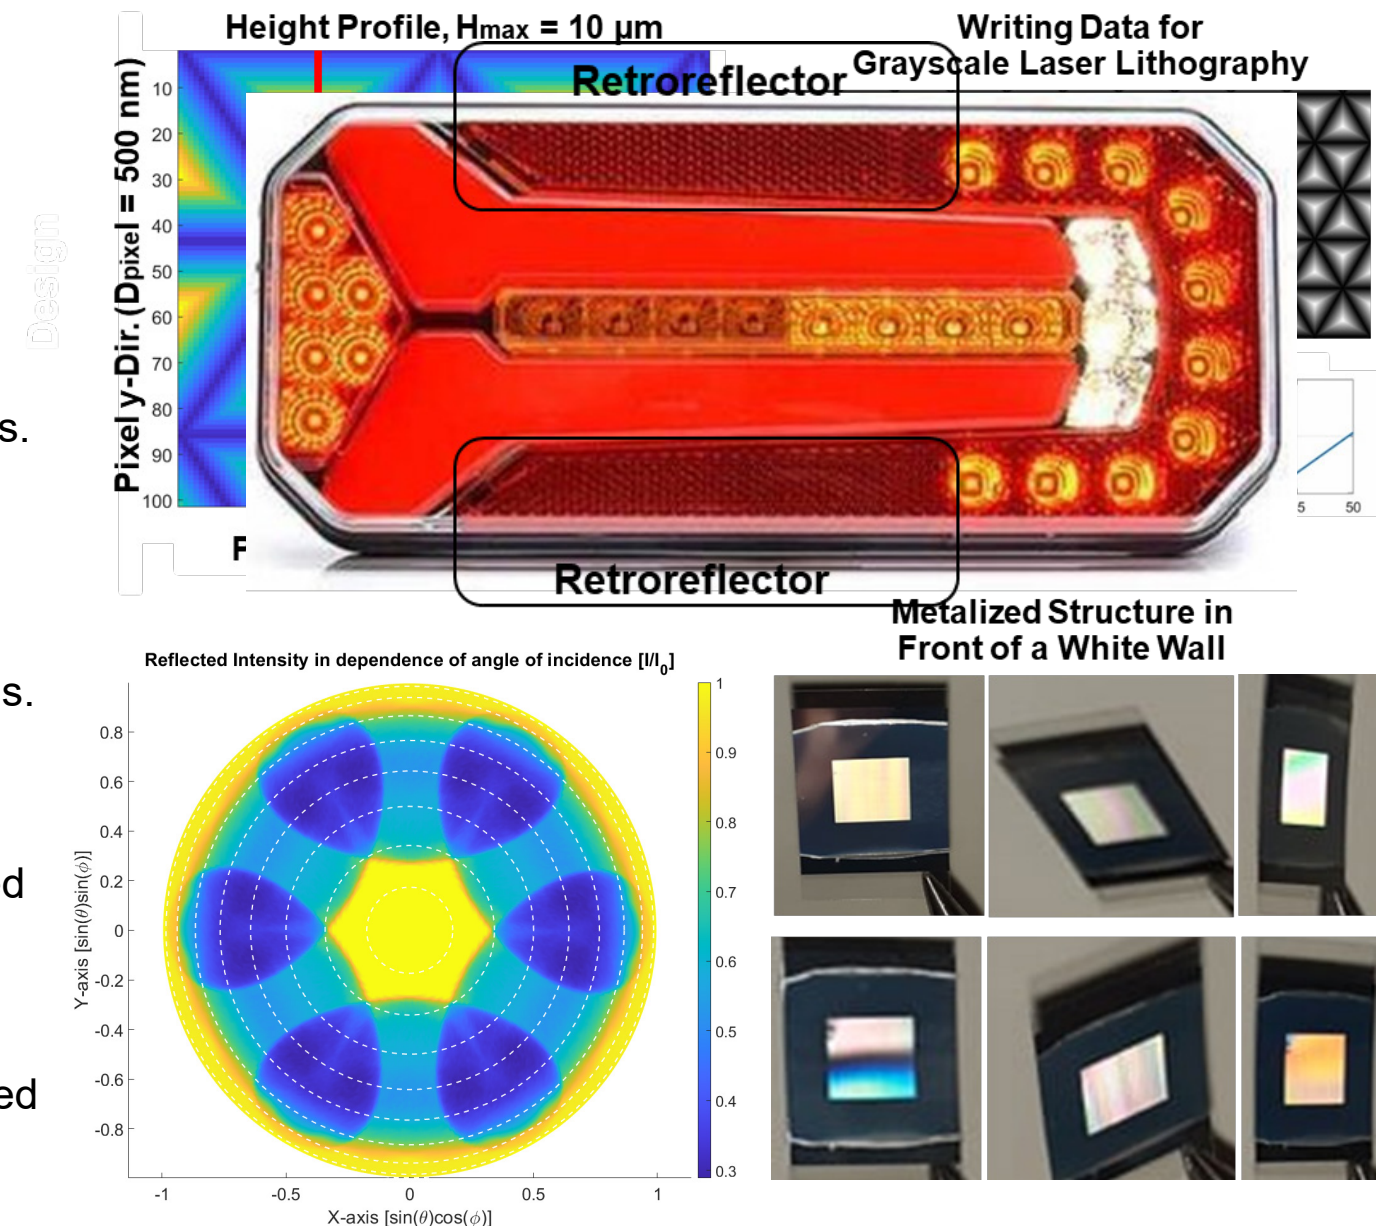 Height Profile, Hmax = 10 µm
Writing Data for
Grayscale Laser Lithography
Retroreflector
Pixel y-Dir. (Dpixel = 500 nm)
10
20
30
40
50
60
70
80
90
100
Design
s.
5
50
F
Retroreflector
Metalized Structure in
Front of a White Wall
s.
ed
ed
Reflected Intensity in dependence of angle of incidence [I/I0]
Y-axis [sin(θ)sin(ϕ)]
0.8
0.6
0.4
0.2
0
-0.2
-0.4
-0.6
-0.8
-1
-0.5
0
0.5
1
X-axis [sin(θ)cos(ϕ)]
1
0.9
0.8
0.7
0.6
0.5
0.4
0.3